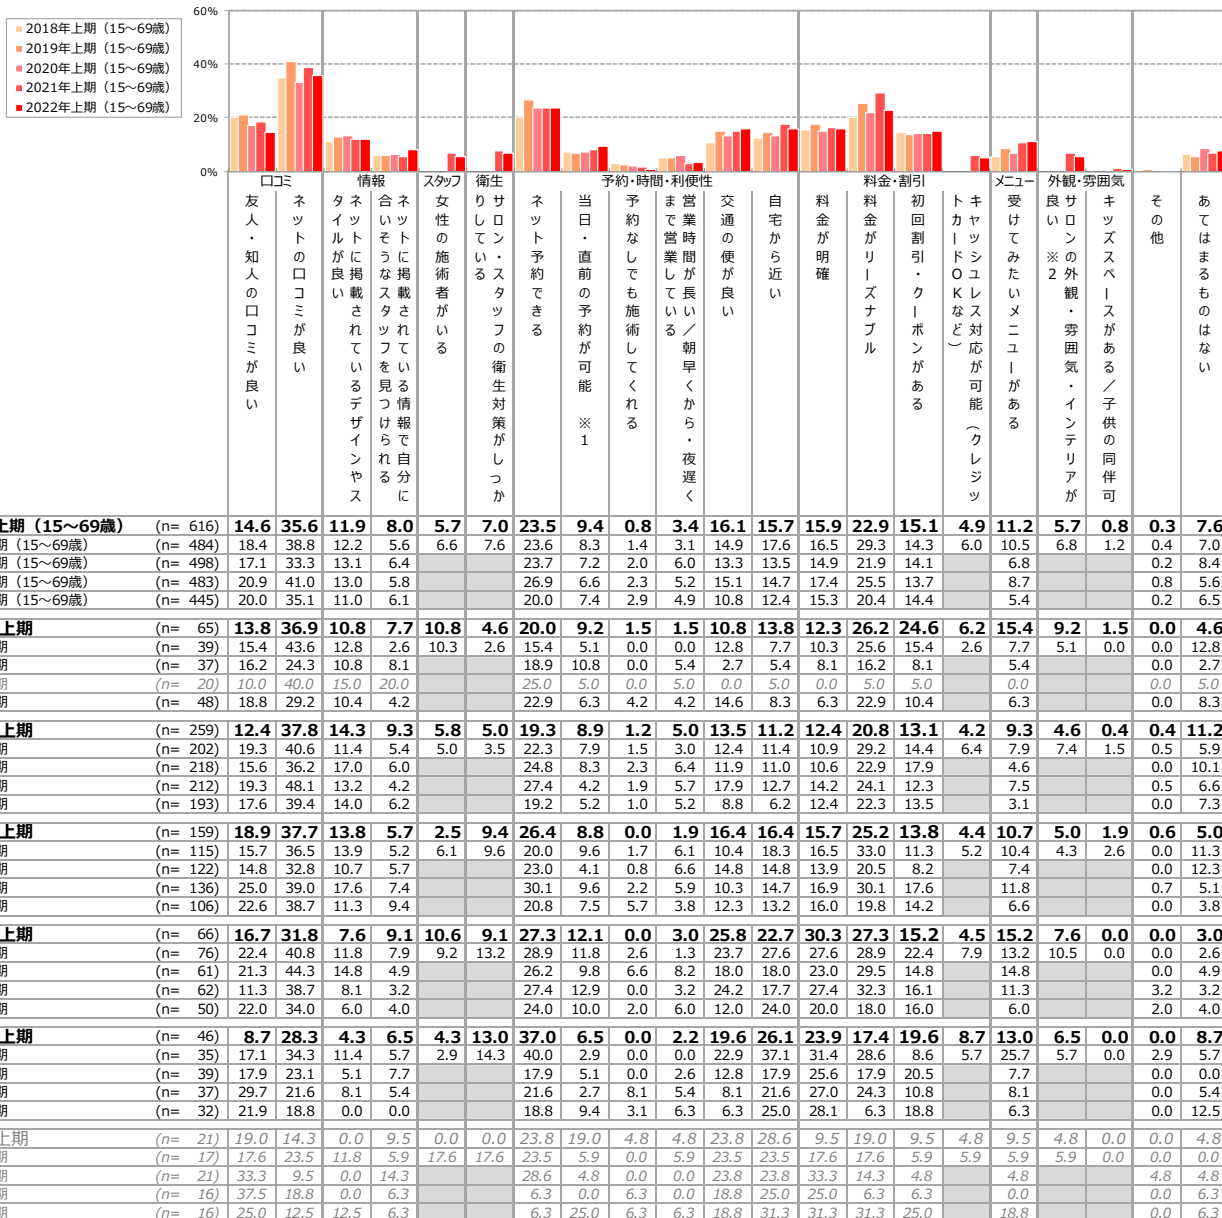 60%
40%
20%
0%
2018年上期（15～69歳）
2019年上期（15～69歳）
2020年上期（15～69歳）
2021年上期（15～69歳）
2022年上期（15～69歳）
口コミ 情報 スタッフ 衛生 予約・時間・利便性 料金・割引 メニュー 外観・雰囲気
友人・知人の口コミが良い
ネットの口コミが良い
ネットに掲載されているデザインやス
タイルが良い
ネットに掲載されている情報で自分に
合いそうなスタッフを見つけられる
女性の施術者がいる
サロン・スタッフの衛生対策がしっか
りしている
ネット予約できる
当日・直前の予約が可能 ※1
予約なしでも施術してくれる
営業時間が長い／朝早くから・夜遅く
まで営業している
交通の便が良い
自宅から近い
料金が明確
料金がリーズナブル
初回割引・クーポンがある
キャッシュレス対応が可能（クレジッ
トカードOKなど）
受けてみたいメニューがある
サロンの外観・雰囲気・インテリアが
良い ※2
キッズスペースがある／子供の同伴可
その他
あてはまるものはない
上期（15～69歳） (n= 616) 14.6 35.6 11.9 8.0 5.7 7.0 23.5 9.4 0.8 3.4 16.1 15.7 15.9 22.9 15.1 4.9 11.2 5.7 0.8 0.3 7.6
期（15～69歳） (n= 484) 18.4 38.8 12.2 5.6 6.6 7.6 23.6 8.3 1.4 3.1 14.9 17.6 16.5 29.3 14.3 6.0 10.5 6.8 1.2 0.4 7.0
期（15～69歳） (n= 498) 17.1 33.3 13.1 6.4 23.7 7.2 2.0 6.0 13.3 13.5 14.9 21.9 14.1 6.8 0.2 8.4
期（15～69歳） (n= 483) 20.9 41.0 13.0 5.8 26.9 6.6 2.3 5.2 15.1 14.7 17.4 25.5 13.7 8.7 0.8 5.6
期（15～69歳） (n= 445) 20.0 35.1 11.0 6.1 20.0 7.4 2.9 4.9 10.8 12.4 15.3 20.4 14.4 5.4 0.2 6.5
上期 (n= 65) 13.8 36.9 10.8 7.7 10.8 4.6 20.0 9.2 1.5 1.5 10.8 13.8 12.3 26.2 24.6 6.2 15.4 9.2 1.5 0.0 4.6
期 (n= 39) 15.4 43.6 12.8 2.6 10.3 2.6 15.4 5.1 0.0 0.0 12.8 7.7 10.3 25.6 15.4 2.6 7.7 5.1 0.0 0.0 12.8
期 (n= 37) 16.2 24.3 10.8 8.1 18.9 10.8 0.0 5.4 2.7 5.4 8.1 16.2 8.1 5.4 0.0 2.7
期 (n= 20) 10.0 40.0 15.0 20.0 25.0 5.0 0.0 5.0 0.0 5.0 0.0 5.0 5.0 0.0 0.0 5.0
期 (n= 48) 18.8 29.2 10.4 4.2 22.9 6.3 4.2 4.2 14.6 8.3 6.3 22.9 10.4 6.3 0.0 8.3
上期 (n= 259) 12.4 37.8 14.3 9.3 5.8 5.0 19.3 8.9 1.2 5.0 13.5 11.2 12.4 20.8 13.1 4.2 9.3 4.6 0.4 0.4 11.2
期 (n= 202) 19.3 40.6 11.4 5.4 5.0 3.5 22.3 7.9 1.5 3.0 12.4 11.4 10.9 29.2 14.4 6.4 7.9 7.4 1.5 0.5 5.9
期 (n= 218) 15.6 36.2 17.0 6.0 24.8 8.3 2.3 6.4 11.9 11.0 10.6 22.9 17.9 4.6 0.0 10.1
期 (n= 212) 19.3 48.1 13.2 4.2 27.4 4.2 1.9 5.7 17.9 12.7 14.2 24.1 12.3 7.5 0.5 6.6
期 (n= 193) 17.6 39.4 14.0 6.2 19.2 5.2 1.0 5.2 8.8 6.2 12.4 22.3 13.5 3.1 0.0 7.3
上期 (n= 159) 18.9 37.7 13.8 5.7 2.5 9.4 26.4 8.8 0.0 1.9 16.4 16.4 15.7 25.2 13.8 4.4 10.7 5.0 1.9 0.6 5.0
期 (n= 115) 15.7 36.5 13.9 5.2 6.1 9.6 20.0 9.6 1.7 6.1 10.4 18.3 16.5 33.0 11.3 5.2 10.4 4.3 2.6 0.0 11.3
期 (n= 122) 14.8 32.8 10.7 5.7 23.0 4.1 0.8 6.6 14.8 14.8 13.9 20.5 8.2 7.4 0.0 12.3
期 (n= 136) 25.0 39.0 17.6 7.4 30.1 9.6 2.2 5.9 10.3 14.7 16.9 30.1 17.6 11.8 0.7 5.1
期 (n= 106) 22.6 38.7 11.3 9.4 20.8 7.5 5.7 3.8 12.3 13.2 16.0 19.8 14.2 6.6 0.0 3.8
上期 (n= 66) 16.7 31.8 7.6 9.1 10.6 9.1 27.3 12.1 0.0 3.0 25.8 22.7 30.3 27.3 15.2 4.5 15.2 7.6 0.0 0.0 3.0
期 (n= 76) 22.4 40.8 11.8 7.9 9.2 13.2 28.9 11.8 2.6 1.3 23.7 27.6 27.6 28.9 22.4 7.9 13.2 10.5 0.0 0.0 2.6
期 (n= 61) 21.3 44.3 14.8 4.9 26.2 9.8 6.6 8.2 18.0 18.0 23.0 29.5 14.8 14.8 0.0 4.9
期 (n= 62) 11.3 38.7 8.1 3.2 27.4 12.9 0.0 3.2 24.2 17.7 27.4 32.3 16.1 11.3 3.2 3.2
期 (n= 50) 22.0 34.0 6.0 4.0 24.0 10.0 2.0 6.0 12.0 24.0 20.0 18.0 16.0 6.0 2.0 4.0
上期 (n= 46) 8.7 28.3 4.3 6.5 4.3 13.0 37.0 6.5 0.0 2.2 19.6 26.1 23.9 17.4 19.6 8.7 13.0 6.5 0.0 0.0 8.7
期 (n= 35) 17.1 34.3 11.4 5.7 2.9 14.3 40.0 2.9 0.0 0.0 22.9 37.1 31.4 28.6 8.6 5.7 25.7 5.7 0.0 2.9 5.7
期 (n= 39) 17.9 23.1 5.1 7.7 17.9 5.1 0.0 2.6 12.8 17.9 25.6 17.9 20.5 7.7 0.0 0.0
期 (n= 37) 29.7 21.6 8.1 5.4 21.6 2.7 8.1 5.4 8.1 21.6 27.0 24.3 10.8 8.1 0.0 5.4
期 (n= 32) 21.9 18.8 0.0 0.0 18.8 9.4 3.1 6.3 6.3 25.0 28.1 6.3 18.8 6.3 0.0 12.5
上期 (n= 21) 19.0 14.3 0.0 9.5 0.0 0.0 23.8 19.0 4.8 4.8 23.8 28.6 9.5 19.0 9.5 4.8 9.5 4.8 0.0 0.0 4.8
期 (n= 17) 17.6 23.5 11.8 5.9 17.6 17.6 23.5 5.9 0.0 5.9 23.5 23.5 17.6 17.6 5.9 5.9 5.9 5.9 0.0 0.0 0.0
期 (n= 21) 33.3 9.5 0.0 14.3 28.6 4.8 0.0 0.0 23.8 23.8 33.3 14.3 4.8 4.8 4.8 4.8
期 (n= 16) 37.5 18.8 0.0 6.3 6.3 0.0 6.3 0.0 18.8 25.0 25.0 6.3 6.3 0.0 0.0 6.3
期 (n= 16) 25.0 12.5 12.5 6.3 6.3 25.0 6.3 6.3 18.8 31.3 31.3 31.3 25.0 18.8 0.0 6.3